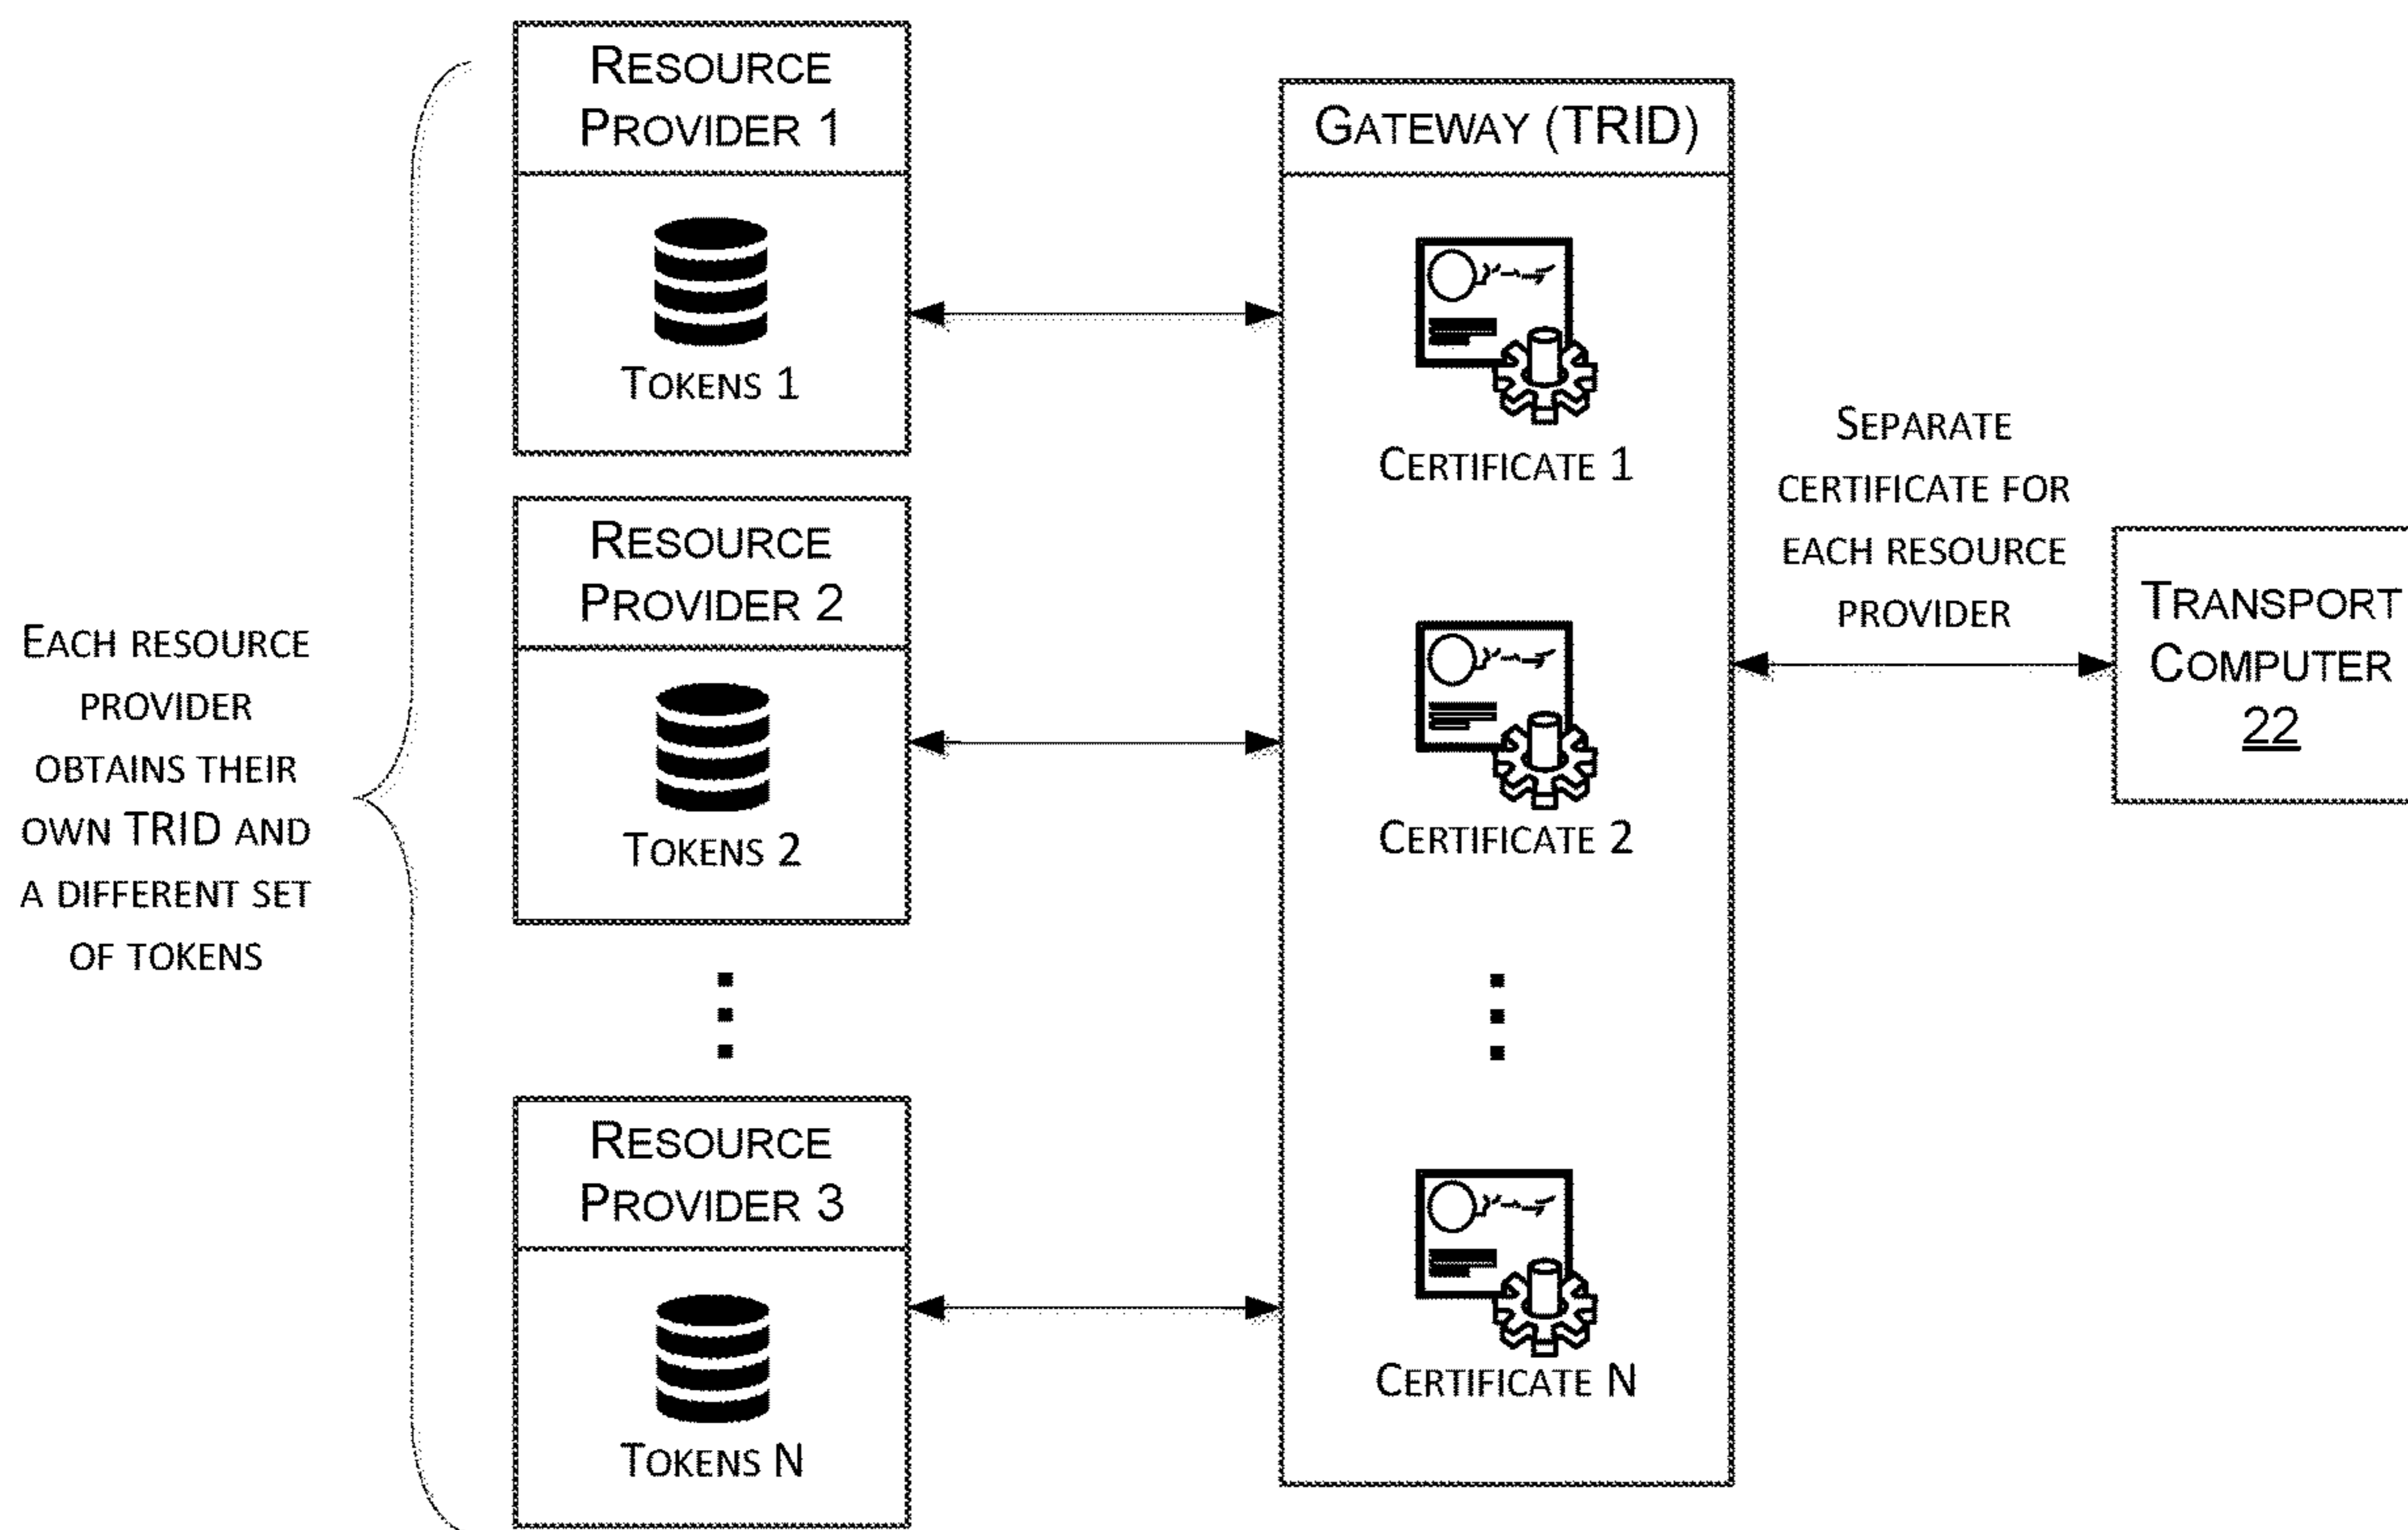 EACH RESOURCE
PROVIDER
OBTAINS THEIR
OWN TRID AND
A DIFFERENT SET
OF TOKENS
RESOURCE
PROVIDER 1
TOKENS 1
RESOURCE
PROVIDER 2
TOKENS 2
RESOURCE
PROVIDER 3
TOKENS N
GATEWAY (TRID)
CERTIFICATE 1
CERTIFICATE 2
CERTIFICATE N
SEPARATE
CERTIFICATE FOR
EACH RESOURCE
PROVIDER
TRANSPORT
COMPUTER
22